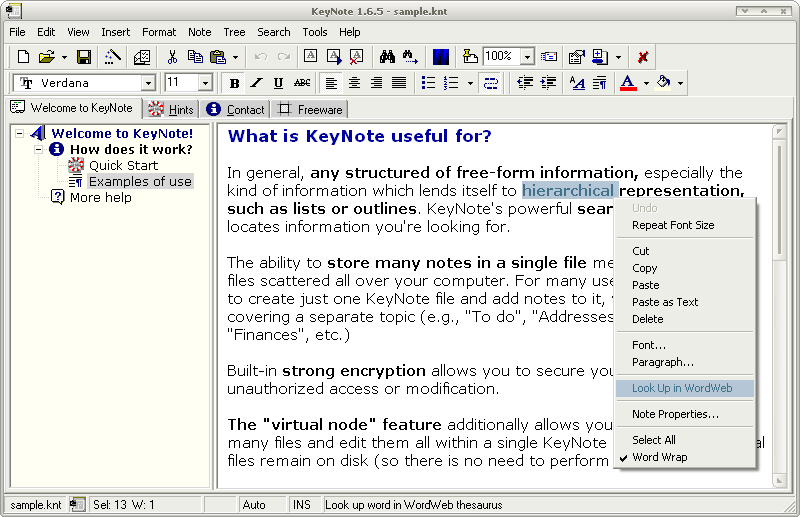 KeyNote 1.6.5 - sample.knt
File Edit View Insert Format Note Tree Search Tools Help
100%
Verdana 11 B I U ABC
Welcome to KeyNote Hints Contact Freeware
Welcome to KeyNote!
How does it work?
Quick Start
Examples of use
More help
What is KeyNote useful for?
In general, any structured of free-form information, especially the
kind of information which lends itself to hierarchical representation,
such as lists or outlines. KeyNote's powerful sear
locates information you're looking for.
The ability to store many notes in a single file me
files scattered all over your computer. For many use
to create just one KeyNote file and add notes to it,
covering a separate topic (e.g., "To do", "Addresses
"Finances", etc.)
Built-in strong encryption allows you to secure you
unauthorized access or modification.
The "virtual node" feature additionally allows you
many files and edit them all within a single KeyNote
files remain on disk (so there is no need to perform
Undo
Repeat Font Size
Cut
Copy
Paste
Paste as Text
Delete
Font...
Paragraph...
Look Up in WordWeb
Note Properties...
Select All
Word Wrap
sample.knt Sel: 13 W: 1 Auto INS Look up word in WordWeb thesaurus